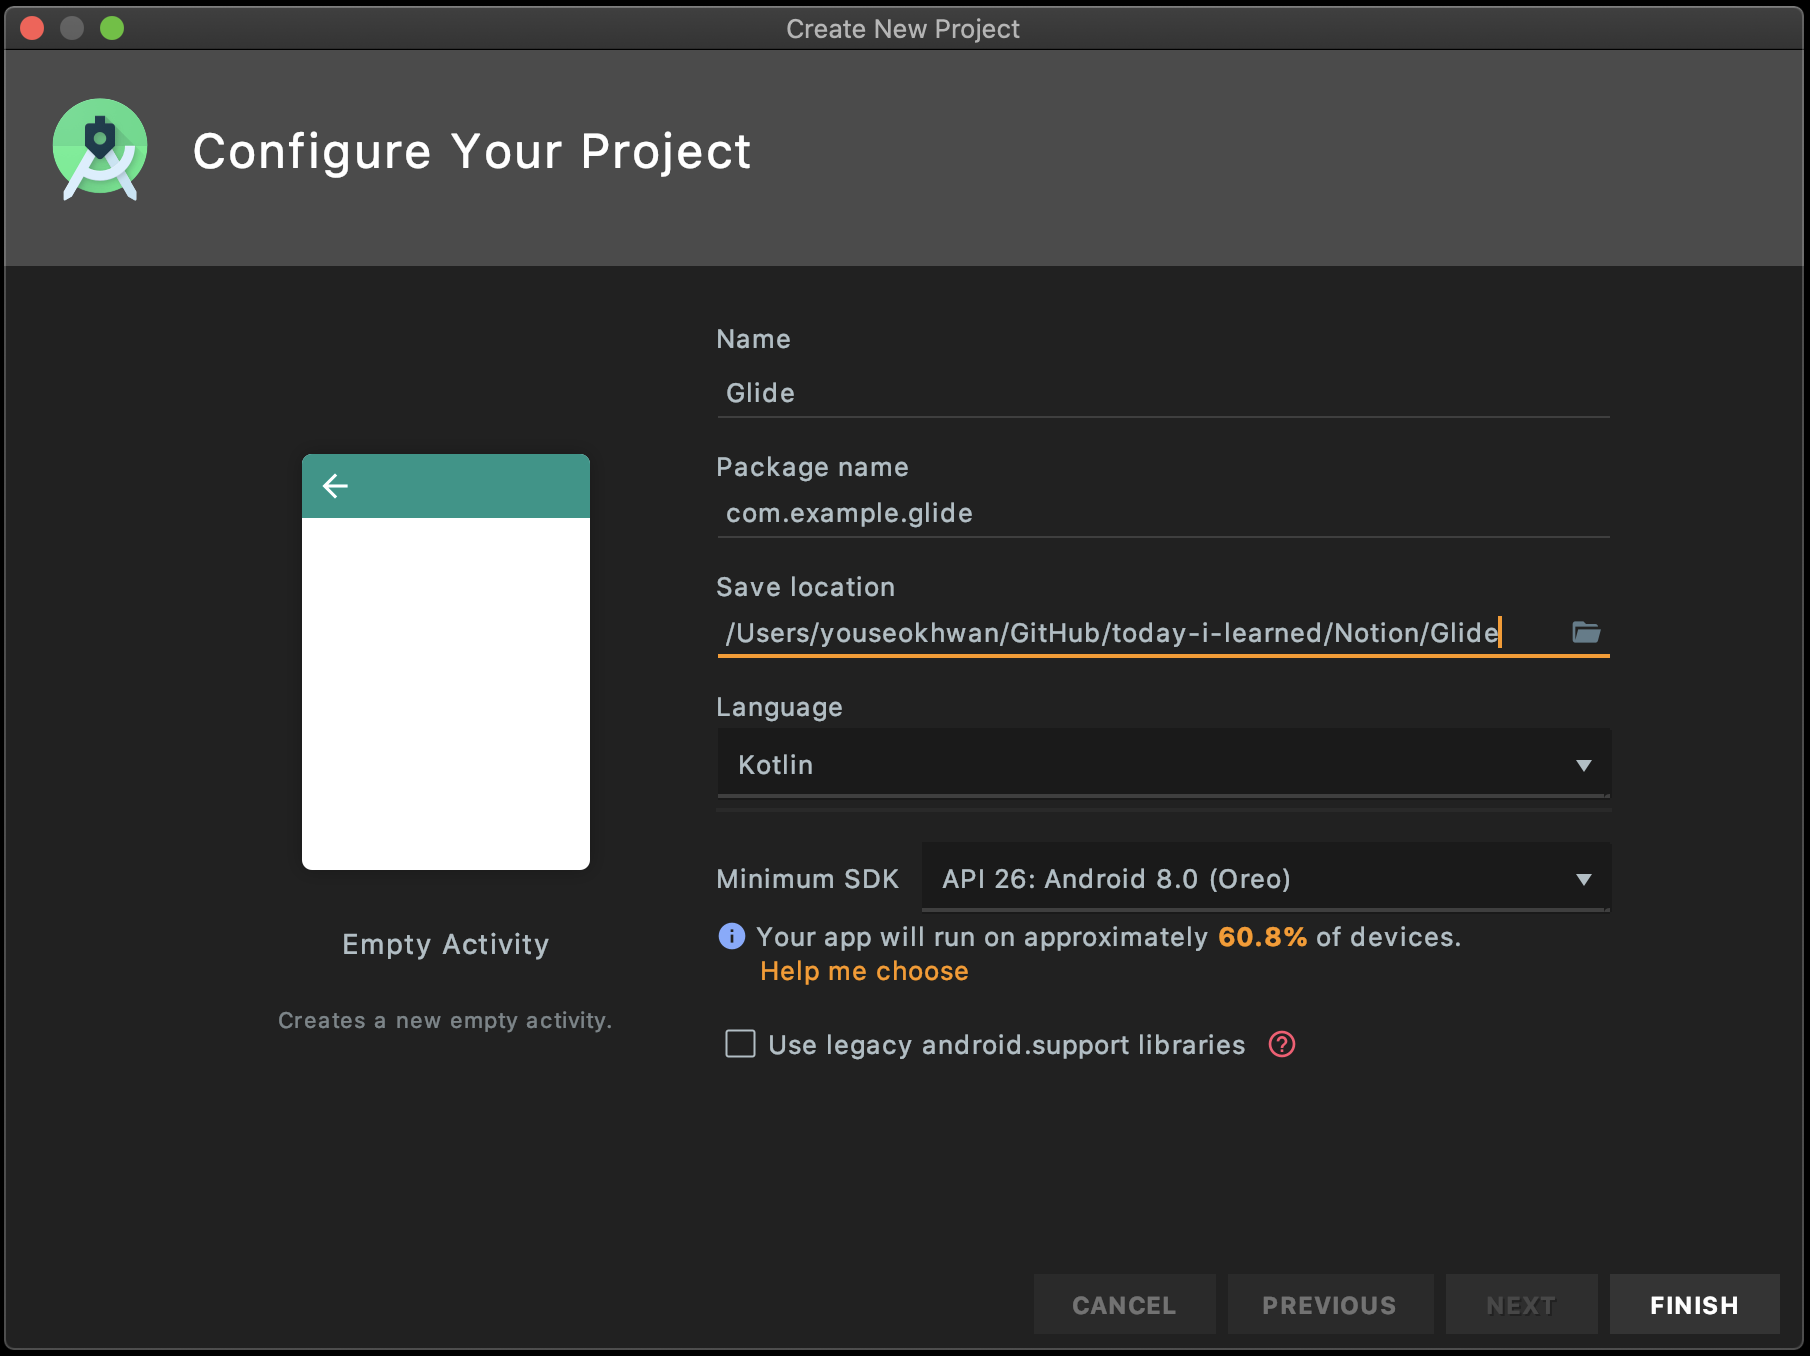 Create New Project
Configure Your Project
Name
Glide
Package name
com.example.glide
Save location
/Users/youseokhwan/GitHub/today-i-learned/Notion/Glide
Language
Kotlin
Minimum SDK
API 26: Android 8.0 (Oreo)
Your app will run on approximately 60.8% of devices.
Help me choose
Use legacy android.support libraries
Empty Activity
Creates a new empty activity.
CANCEL
PREVIOUS
NEXT
FINISH